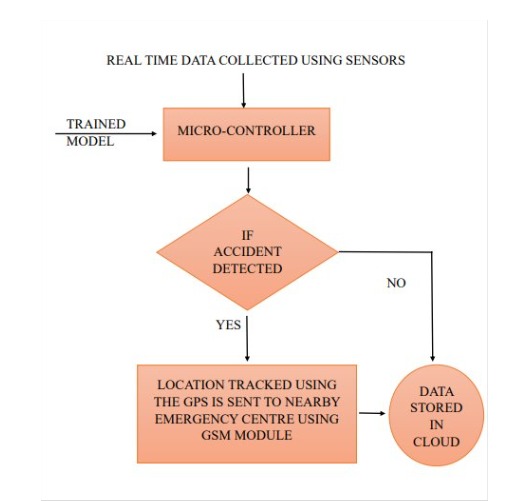 REAL TIME DATA COLLECTED USING SENSORS
TRAINED
MODEL
MICRO-CONTROLLER
IF
ACCIDENT
DETECTED
NO
YES
LOCATION TRACKED USING
THE GPS IS SENT TO NEARBY
EMERGENCY CENTRE USING
GSM MODULE
DATA
STORED
IN
CLOUD